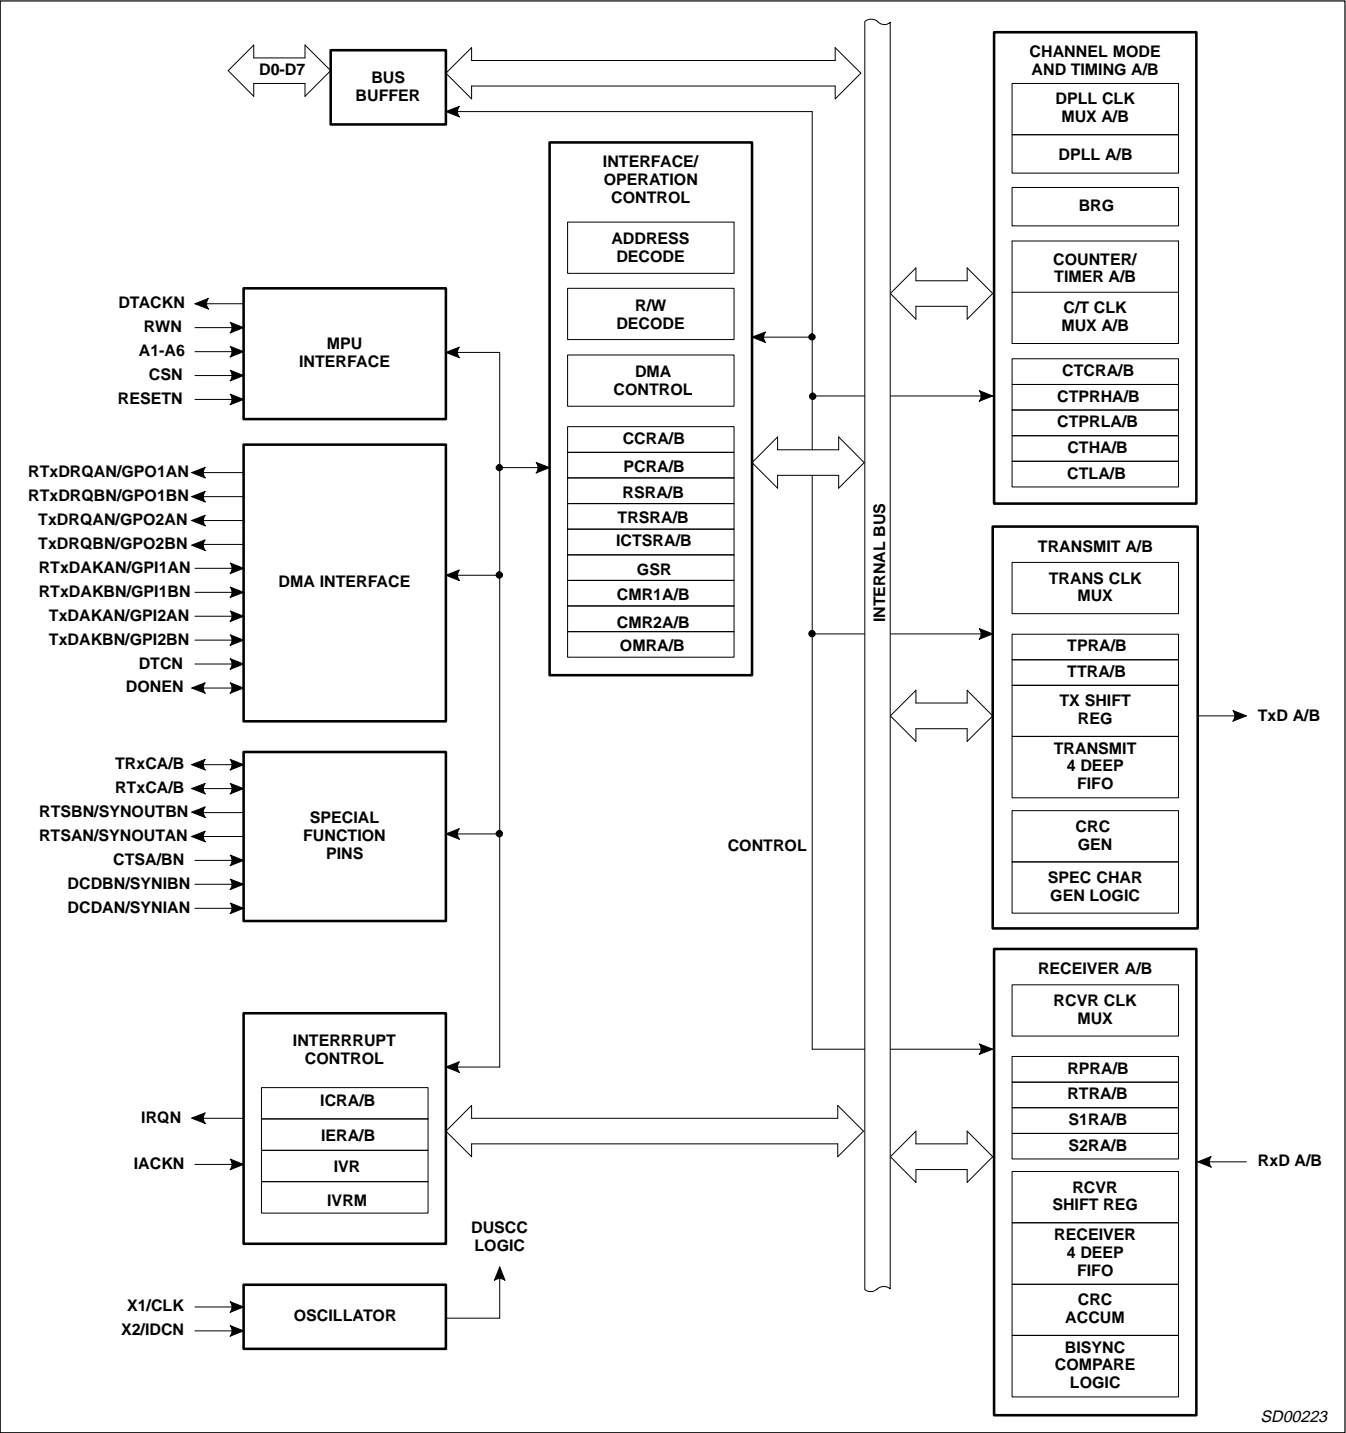 D0-D7
BUS
BUFFER
INTERFACE/
OPERATION
CONTROL
ADDRESS
DECODE
R/W
DECODE
DMA
CONTROL
CCRA/B
PCRA/B
RSRA/B
TRSRA/B
ICTSRA/B
GSR
CMR1A/B
CMR2A/B
OMRA/B
DTACKN
RWN
A1-A6
CSN
RESETN
MPU
INTERFACE
RTxDRQAN/GPO1AN
RTxDRQBN/GPO1BN
TxDRQAN/GPO2AN
TxDRQBN/GPO2BN
RTxDAKAN/GPI1AN
RTxDAKBN/GPI1BN
TxDAKAN/GPI2AN
TxDAKBN/GPI2BN
DTCN
DONEN
DMA INTERFACE
TRxCA/B
RTxCA/B
RTSBN/SYNOUTBN
RTSAN/SYNOUTAN
CTSA/BN
DCDBN/SYNIBN
DCDAN/SYNIAN
SPECIAL
FUNCTION
PINS
IRQN
IACKN
INTERRRUPT
CONTROL
ICRA/B
IERA/B
IVR
IVRM
X1/CLK
X2/IDCN
OSCILLATOR
DUSCC
LOGIC
CONTROL
INTERNAL BUS
CHANNEL MODE
AND TIMING A/B
DPLL CLK
MUX A/B
DPLL A/B
BRG
COUNTER/
TIMER A/B
C/T CLK
MUX A/B
CTCRA/B
CTPRHA/B
CTPRLA/B
CTHA/B
CTLA/B
TRANSMIT A/B
TRANS CLK
MUX
TPRA/B
TTRA/B
TX SHIFT
REG
TRANSMIT
4 DEEP
FIFO
CRC
GEN
SPEC CHAR
GEN LOGIC
TxD A/B
RECEIVER A/B
RCVR CLK
MUX
RPRA/B
RTRA/B
S1RA/B
S2RA/B
RCVR
SHIFT REG
RECEIVER
4 DEEP
FIFO
CRC
ACCUM
BISYNC
COMPARE
LOGIC
RxD A/B
SD00223